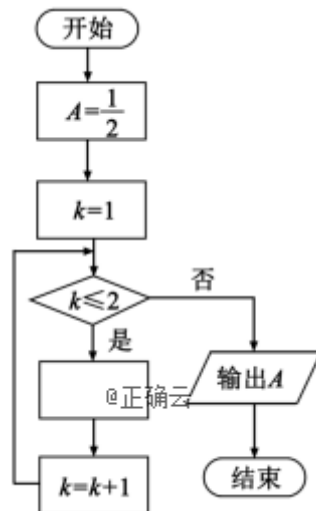 开始
A=1/2
k=1
k≤2
否
是
@正确云
输出A
k=k+1
结束